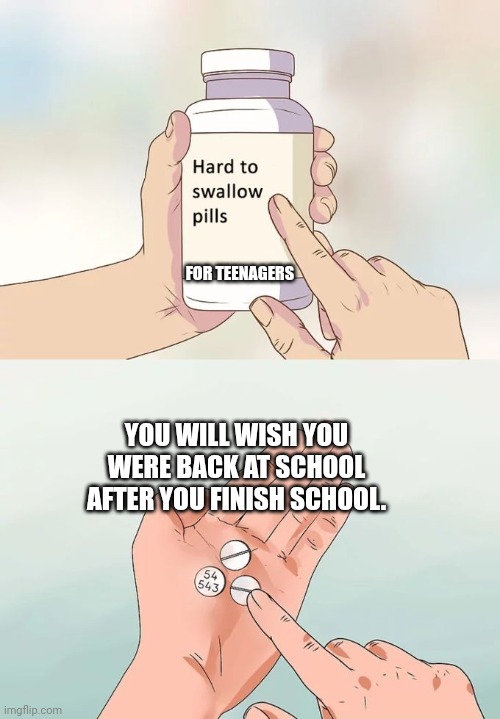 Hard to
swallow
pills
FOR TEENAGERS
YOU WILL WISH YOU
WERE BACK AT SCHOOL
AFTER YOU FINISH SCHOOL.
54
543
imgflip.com